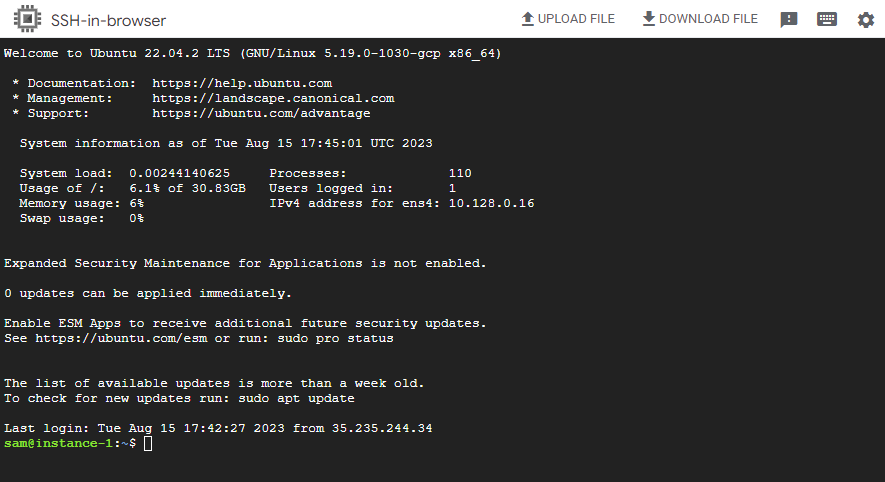 SSH-in-browser UPLOAD FILE DOWNLOAD FILE
Welcome to Ubuntu 22.04.2 LTS (GNU/Linux 5.19.0-1030-gcp x86_64)
* Documentation: https://help.ubuntu.com
* Management: https://landscape.canonical.com
* Support: https://ubuntu.com/advantage
System information as of Tue Aug 15 17:45:01 UTC 2023
System load: 0.00244140625 Processes: 110
Usage of /: 6.1% of 30.83GB Users logged in: 1
Memory usage: 6% IPv4 address for ens4: 10.128.0.16
Swap usage: 0%
Expanded Security Maintenance for Applications is not enabled.
0 updates can be applied immediately.
Enable ESM Apps to receive additional future security updates.
See https://ubuntu.com/esm or run: sudo pro status
The list of available updates is more than a week old.
To check for new updates run: sudo apt update
Last login: Tue Aug 15 17:42:27 2023 from 35.235.244.34
sam@instance-1:~$